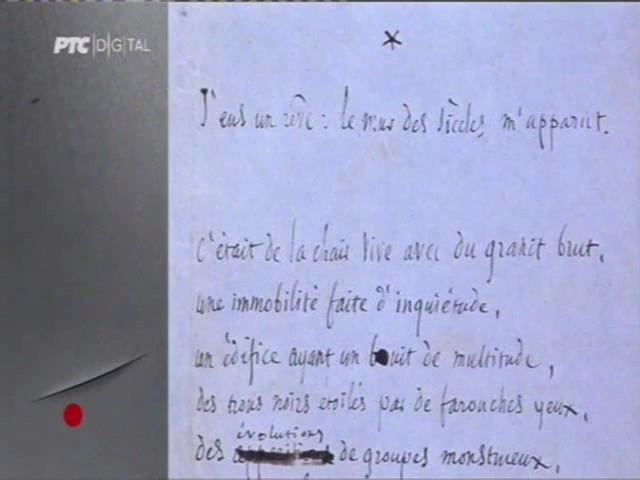 РТС DIGITAL
*
J'eus un rêve : le mur des siècles m'apparut.
C'était de la chair vive avec du granit brut,
une immobilité faite d'inquiétude,
un édifice ayant un bruit de multitude,
des trous noirs étoilés par de farouches yeux,
évolutions
des de groupes monstrueux,